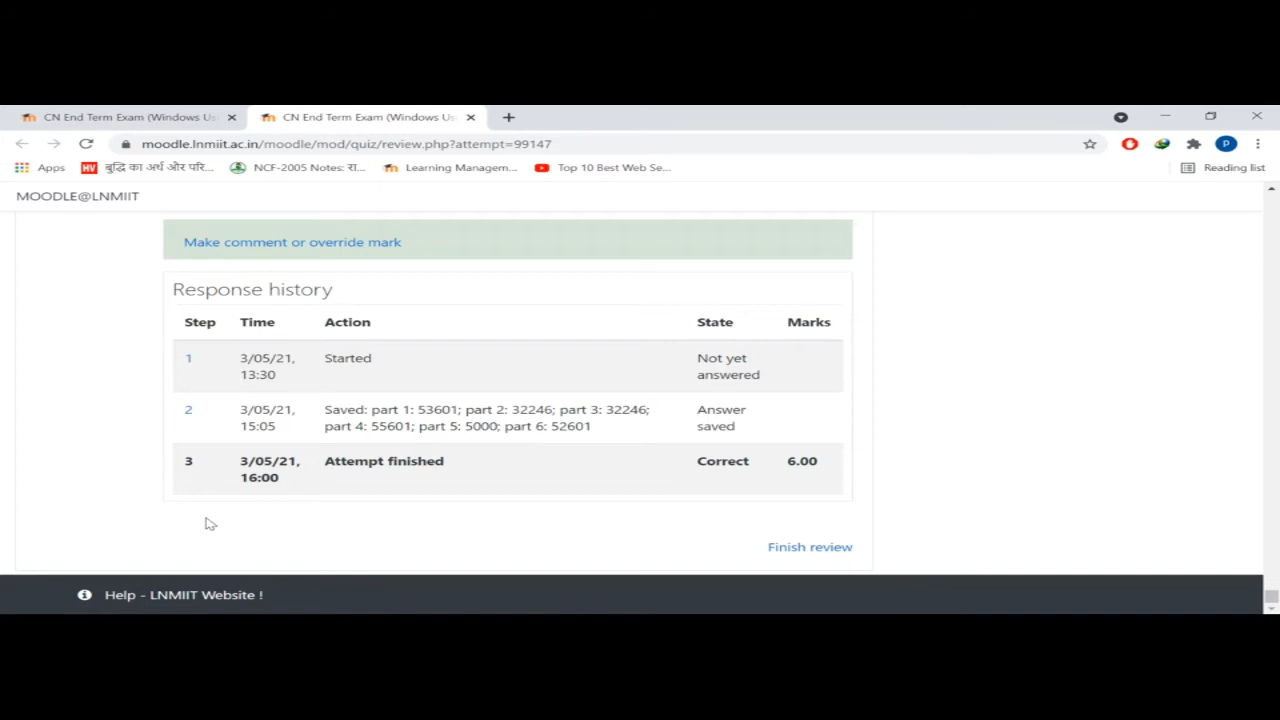 CN End Term Exam (Windows Us
CN End Term Exam (Windows Us
moodle.lnmiit.ac.in/moodle/mod/quiz/review.php?attempt=99147
P
Apps
HV
बुद्धि का अर्थ ओर परि...
NCF-2005 Notes: रा...
Learning Managem...
Top 10 Best Web Se...
Reading list
MOODLE@LNMIIT
Make comment or override mark
Response history
Step Time Action State Marks
1 3/05/21, Started Not yet
13:30 answered
2 3/05/21, Saved: part 1: 53601; part 2: 32246; part 3: 32246; Answer
15:05 part 4: 55601; part 5: 5000; part 6: 52601 saved
3 3/05/21, Attempt finished Correct 6.00
16:00
Finish review
Help - LNMIIT Website !